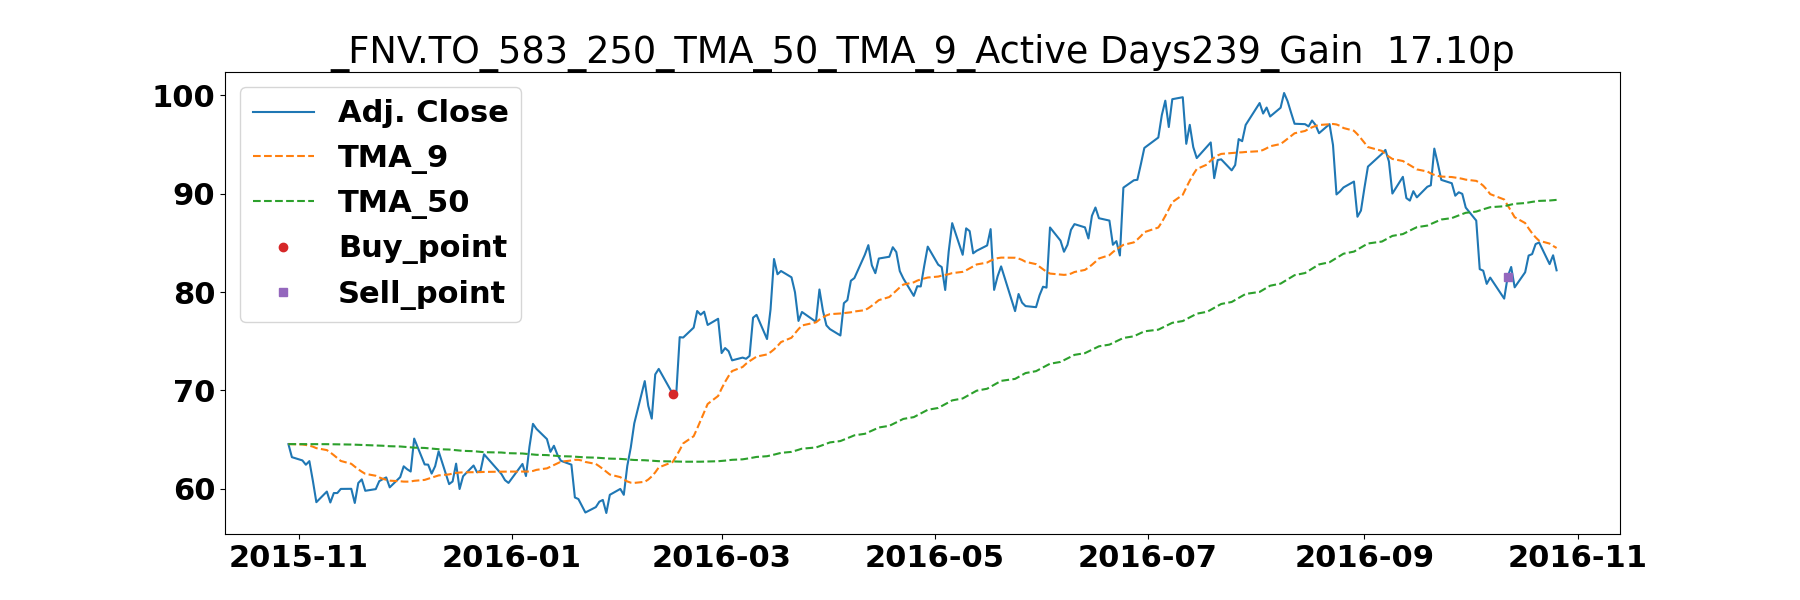 _FNV.TO_583_250_TMA_50_TMA_9_Active Days239_Gain  17.10p
100
90
80
70
60
Adj. Close
TMA_9
TMA_50
Buy_point
Sell_point
2015-11
2016-01
2016-03
2016-05
2016-07
2016-09
2016-11